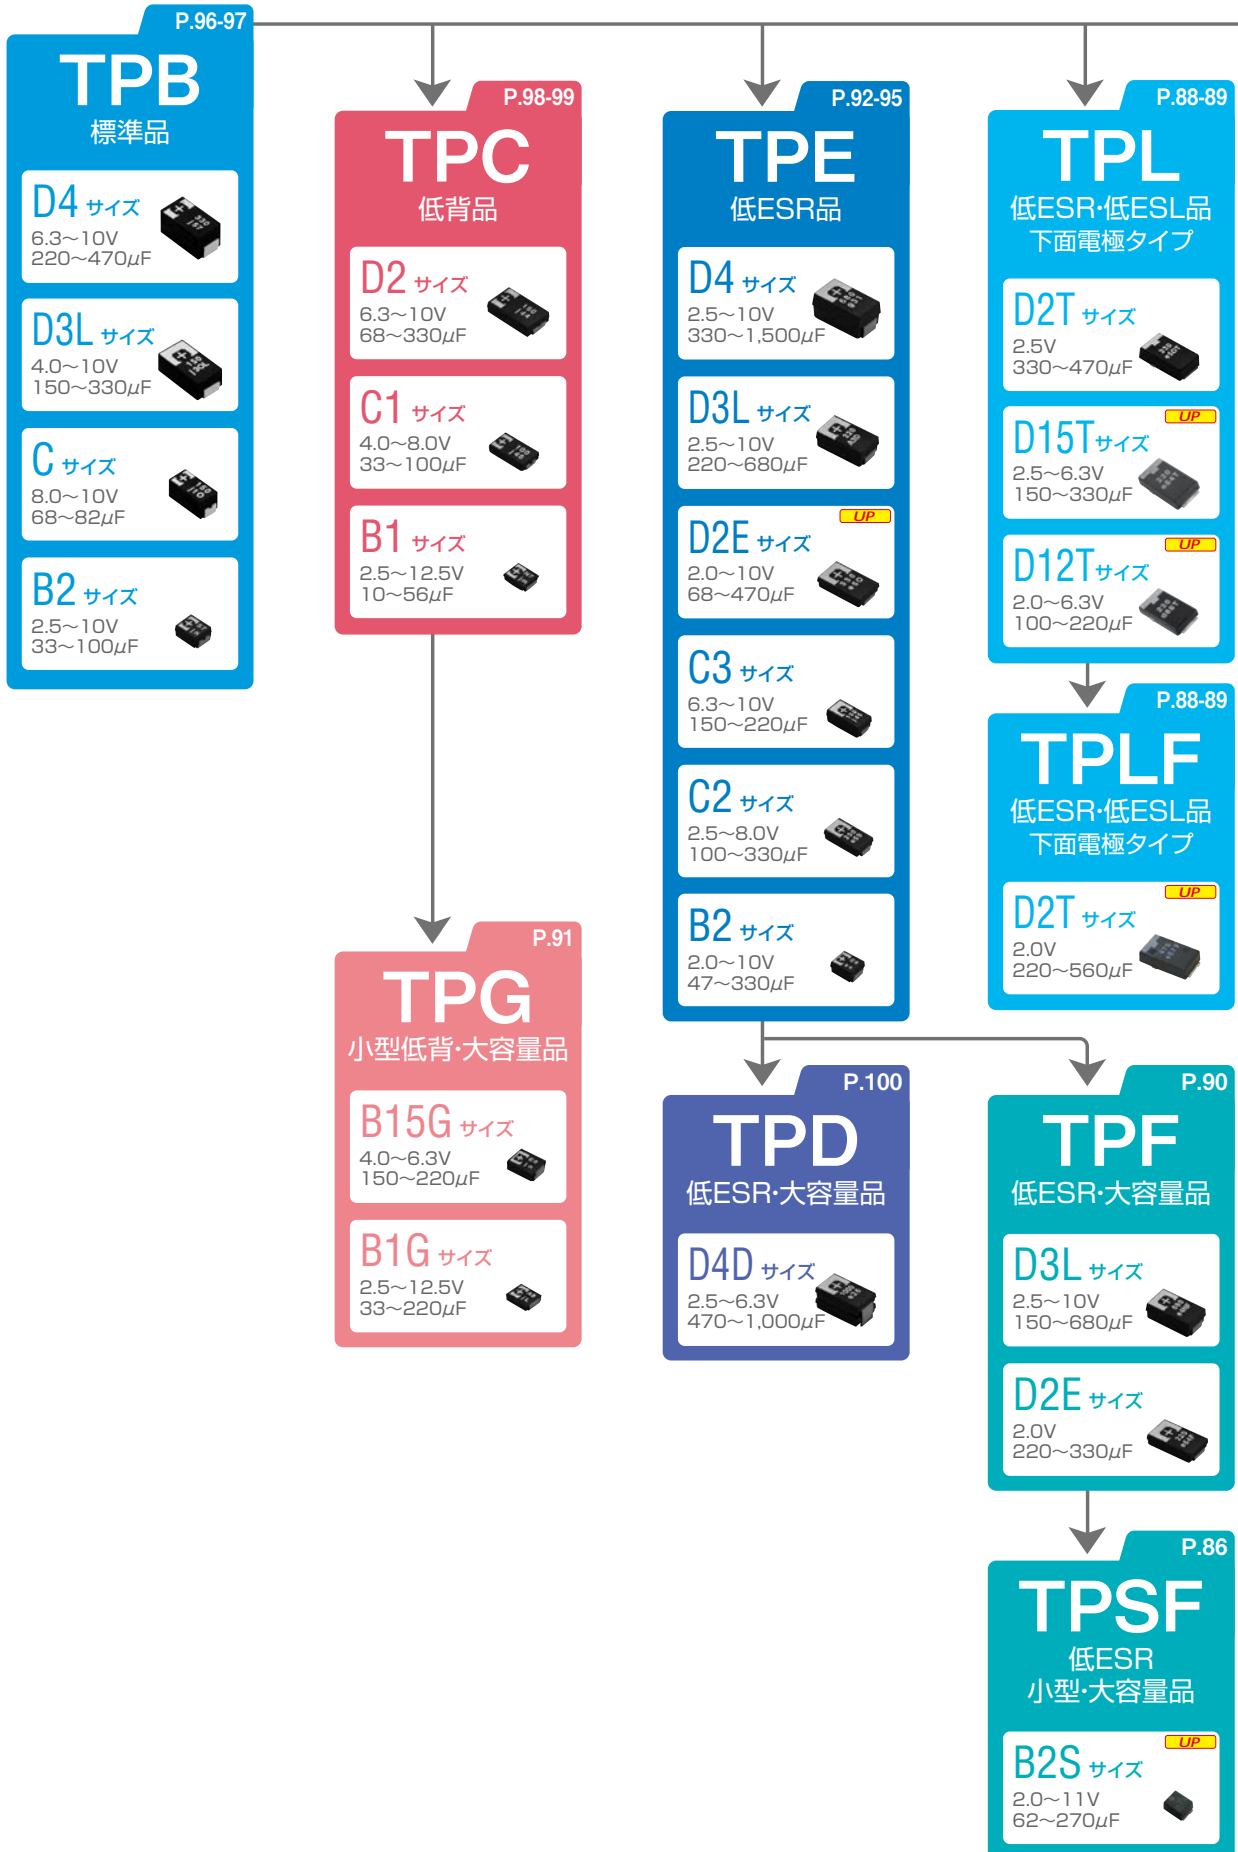 P.96-97
TPB
標準品
D4 サイズ
6.3〜10V
220〜470μF
D3L サイズ
4.0〜10V
150〜330μF
C サイズ
8.0〜10V
68〜82μF
B2 サイズ
2.5〜10V
33〜100μF
P.98-99
TPC
低背品
D2 サイズ
6.3〜10V
68〜330μF
C1 サイズ
4.0〜8.0V
33〜100μF
B1 サイズ
2.5〜12.5V
10〜56μF
P.91
TPG
小型低背・大容量品
B15G サイズ
4.0〜6.3V
150〜220μF
B1G サイズ
2.5〜12.5V
33〜220μF
P.92-95
TPE
低ESR品
D4 サイズ
2.5〜10V
330〜1,500μF
D3L サイズ
2.5〜10V
220〜680μF
UP
D2E サイズ
2.0〜10V
68〜470μF
C3 サイズ
6.3〜10V
150〜220μF
C2 サイズ
2.5〜8.0V
100〜330μF
B2 サイズ
2.0〜10V
47〜330μF
P.100
TPD
低ESR・大容量品
D4D サイズ
2.5〜6.3V
470〜1,000μF
P.88-89
TPL
低ESR・低ESL品
下面電極タイプ
D2T サイズ
2.5V
330〜470μF
UP
D15T サイズ
2.5〜6.3V
150〜330μF
UP
D12T サイズ
2.0〜6.3V
100〜220μF
P.88-89
TPLF
低ESR・低ESL品
下面電極タイプ
UP
D2T サイズ
2.0V
220〜560μF
P.90
TPF
低ESR・大容量品
D3L サイズ
2.5〜10V
150〜680μF
D2E サイズ
2.0V
220〜330μF
P.86
TPSF
低ESR
小型・大容量品
UP
B2S サイズ
2.0〜11V
62〜270μF